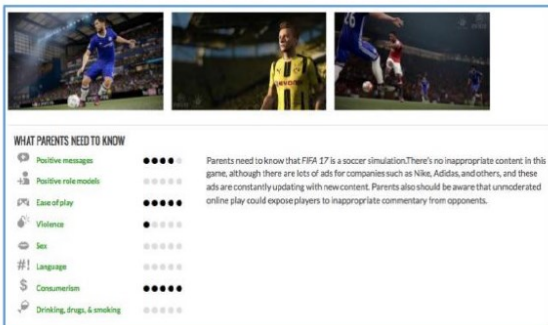 WHAT PARENTS NEED TO KNOW
Positive messages
Positive role models
Ease of play
Violence
Sex
#! Language
$ Consumerism
Drinking, drugs, & smoking
Parents need to know that FIFA 17 is a soccer simulation.There's no inappropriate content in this
game, although there are lots of ads for companies such as Nike, Adidas, and others, and these
ads are constantly updating with new content. Parents also should be aware that unmoderated
online play could expose players to inappropriate commentary from opponents.